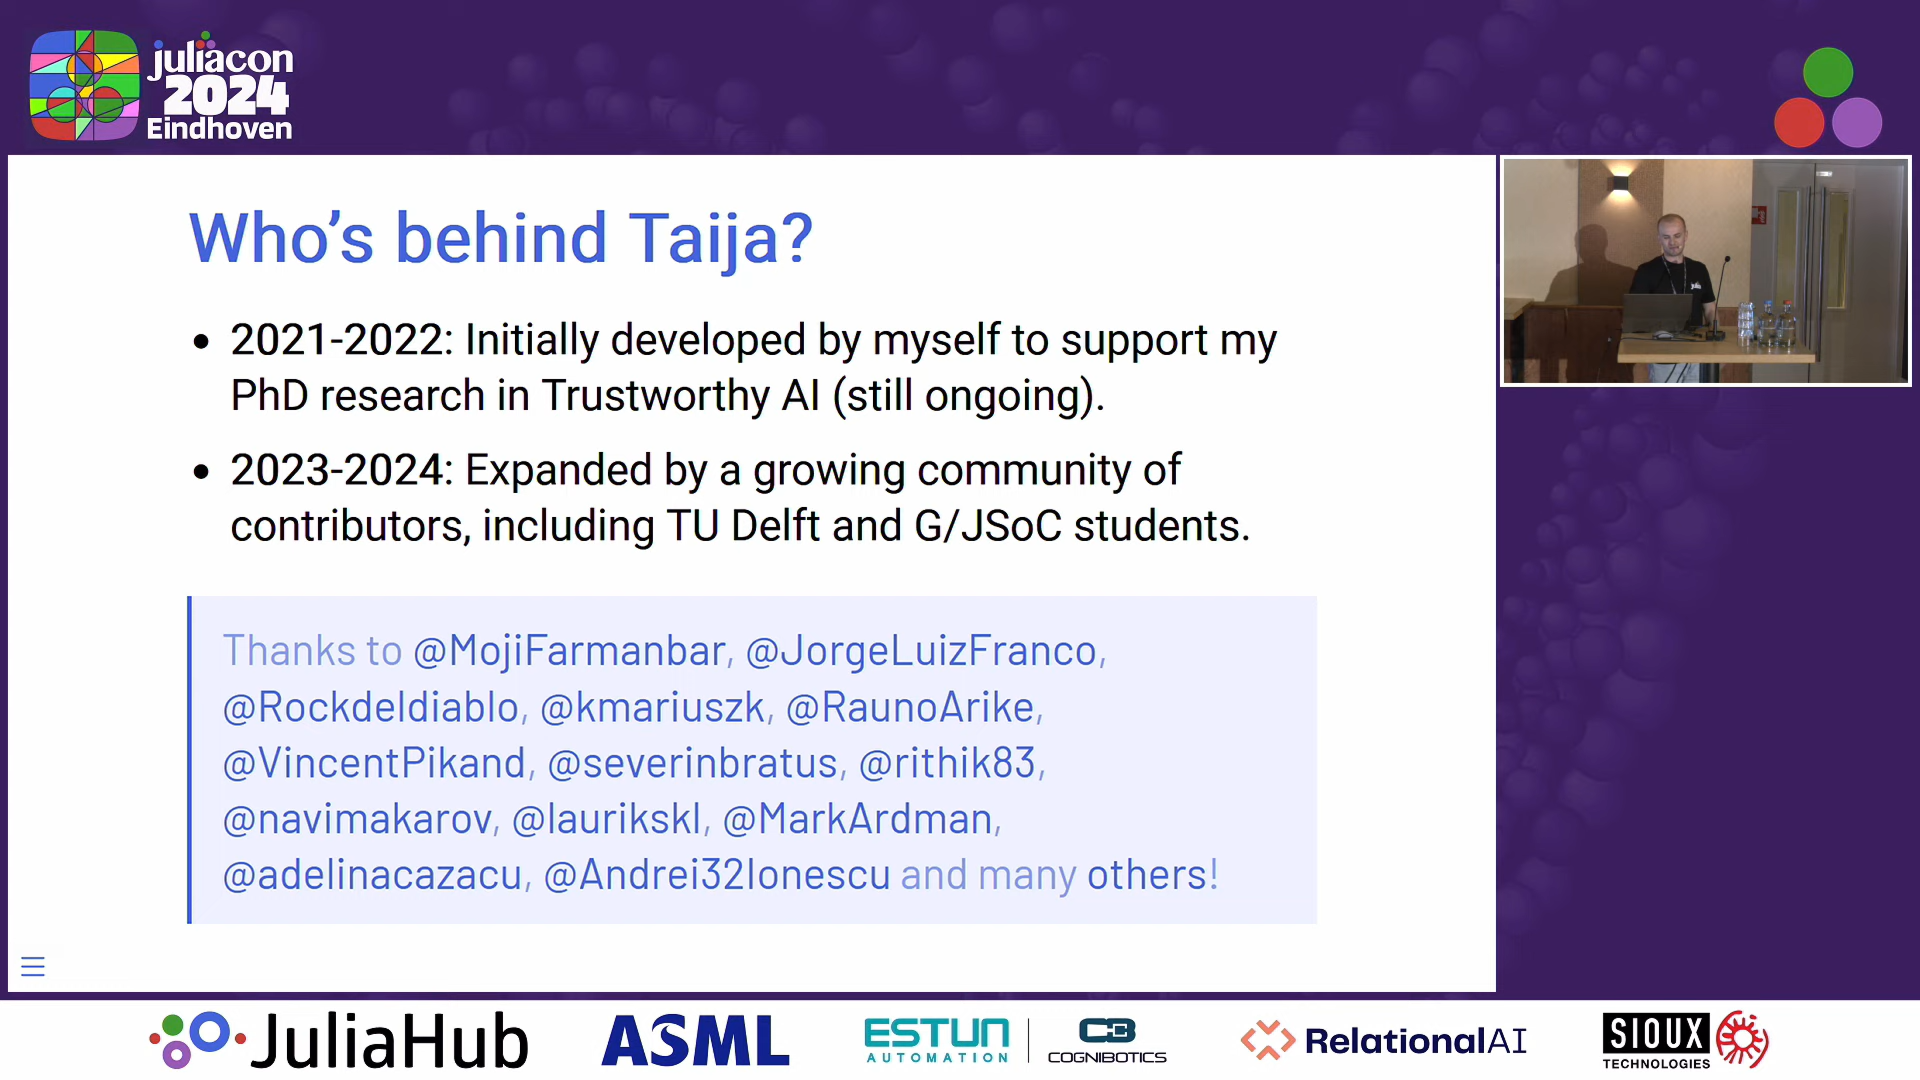 juliacon
2024
Eindhoven
Who's behind Taija?
• 2021-2022: Initially developed by myself to support my
PhD research in Trustworthy AI (still ongoing).
• 2023-2024: Expanded by a growing community of
contributors, including TU Delft and G/JSoC students.
Thanks to @MojiFarmanbar, @JorgeLuizFranco,
@Rockdeldiablo, @kmariuszk, @RaunoArike,
@VincentPikand, @severinbratus, @rithik83,
@navimakarov, @laurikskl, @MarkArdman,
@adelinacazacu, @Andrei32Ionescu and many others!
JuliaHub
ASML
ESTUN
AUTOMATION
COGNIBOTICS
RelationalAI
SIOUX
TECHNOLOGIES